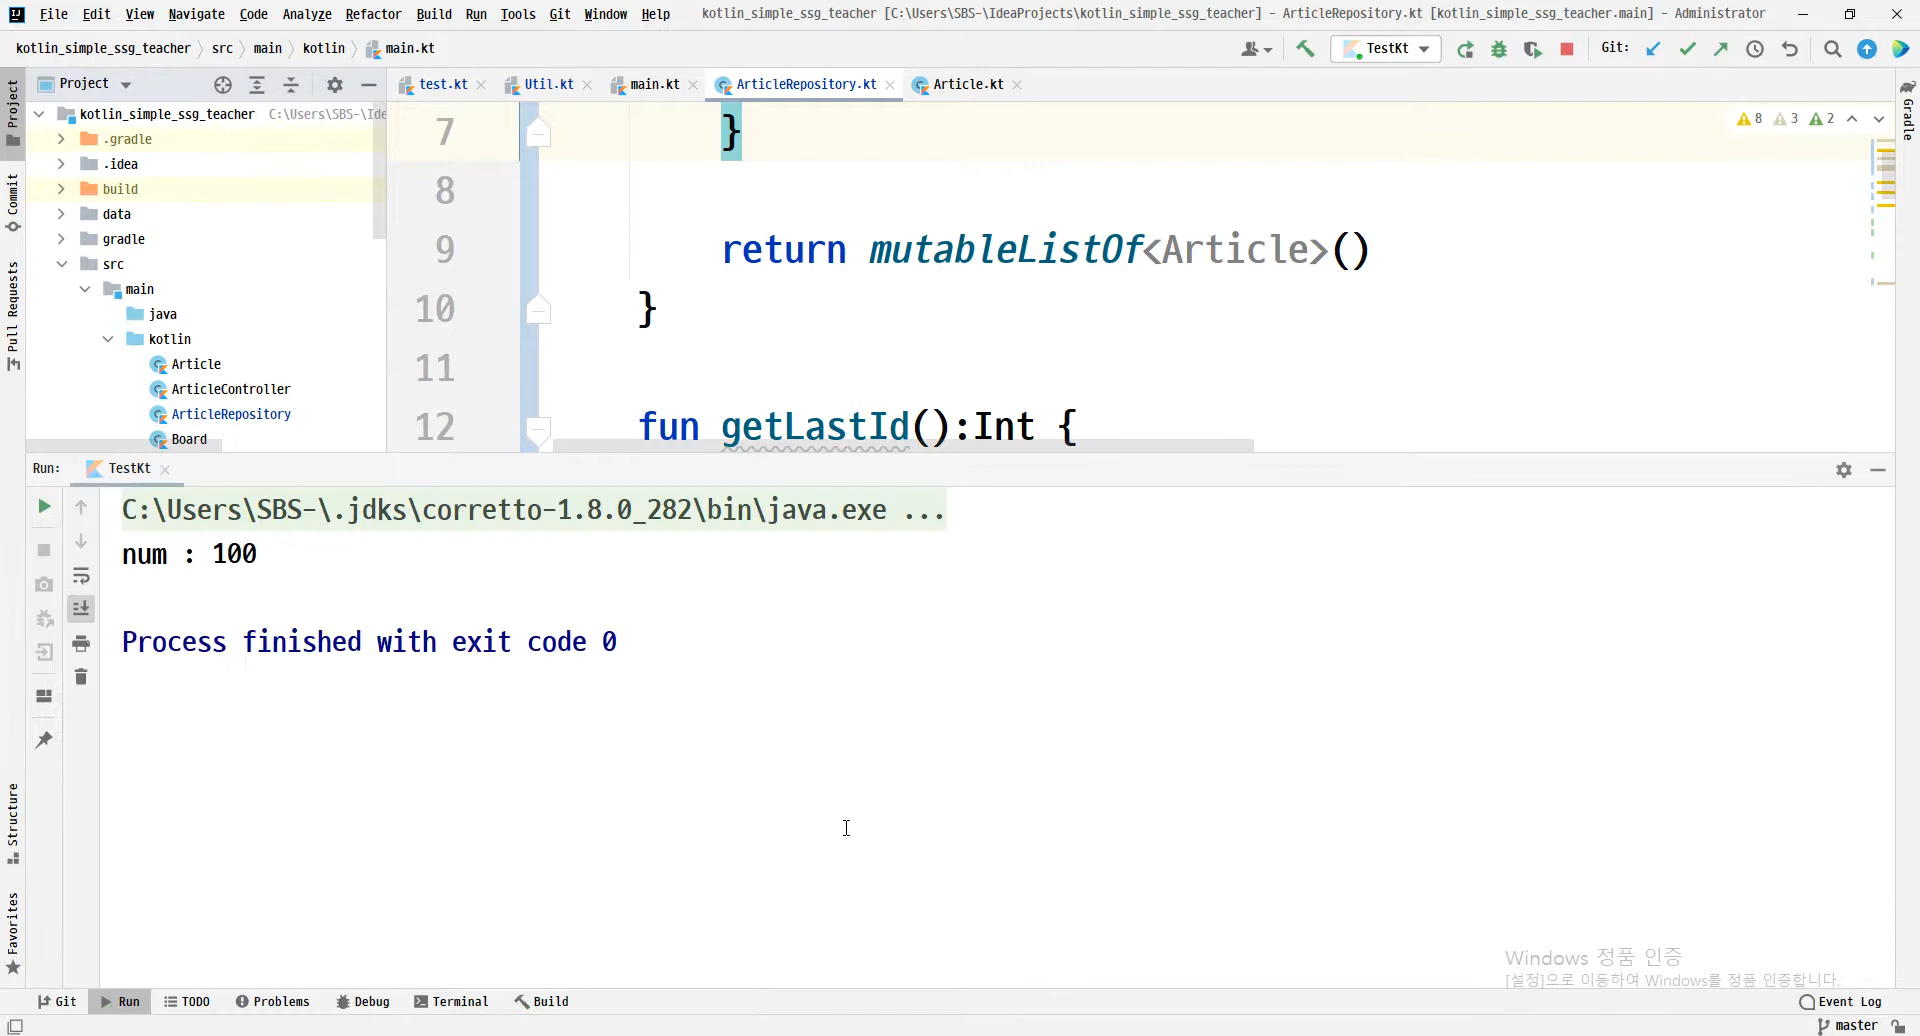 File Edit View Navigate Code Analyze Refactor Build Run Tools Git Window Help kotlin_simple_ssg_teacher [C:\Users\SBS-\IdeaProjects\kotlin_simple_ssg_teacher] - ArticleRepository.kt [kotlin_simple_ssg_teacher.main] - Administrator
kotlin_simple_ssg_teacher src main kotlin main.kt TestKt Git:
Project
test.kt Util.kt main.kt ArticleRepository.kt Article.kt
kotlin_simple_ssg_teacher C:\Users\SBS-\Ide
.gradle
.idea
build
data
gradle
src
main
java
kotlin
Article
ArticleController
ArticleRepository
Board
7 }
8
9 return mutableListOf<Article>()
10 }
11
12 fun getLastId():Int {
8 3 2
Project
Commit
Pull Requests
Structure
Favorites
Gradle
Run: TestKt
C:\Users\SBS-\.jdks\corretto-1.8.0_282\bin\java.exe ...
num : 100
Process finished with exit code 0
Windows 정품 인증
[설정]으로 이동하여 Windows를 정품 인증합니다.
Git Run TODO Problems Debug Terminal Build Event Log
master